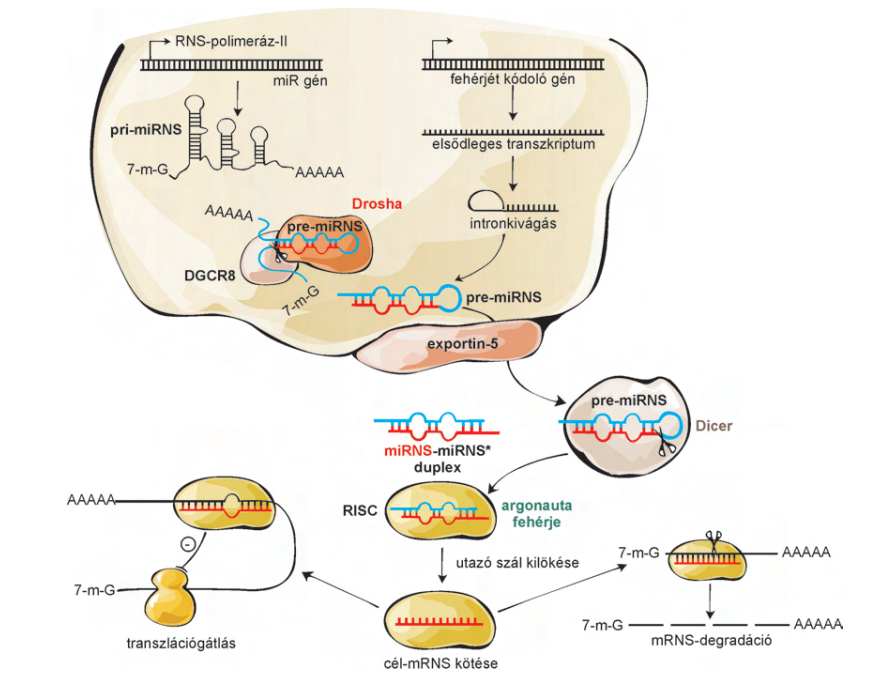 RNS-polimeráz-II
miR gén
pri-miRNS
7-m-G
AAAAA
fehérjét kódoló gén
elsődleges transzkriptum
intronkivágás
AAAAA
Drosha
pre-miRNS
DGCR8
7-m-G
pre-miRNS
exportin-5
pre-miRNS
Dicer
miRNS-miRNS*
duplex
RISC
argonauta
fehérje
utazó szál kilökése
cél-mRNS kötése
AAAAA
-
7-m-G
transzlációgátlás
7-m-G
AAAAA
7-m-G
AAAAA
mRNS-degradáció